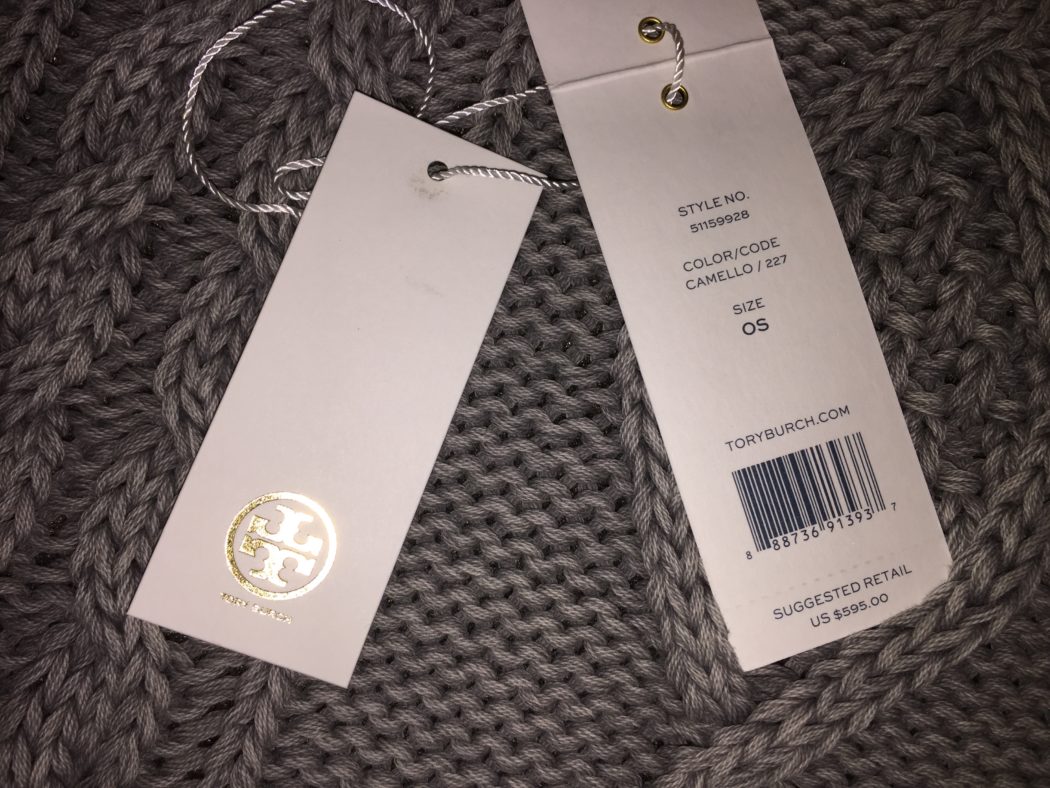 TORY BURCH
STYLE NO.
51159928
COLOR/CODE
CAMELLO / 227
SIZE
OS
TORYBURCH.COM
8 88736 91393 7
SUGGESTED RETAIL
US $595.00